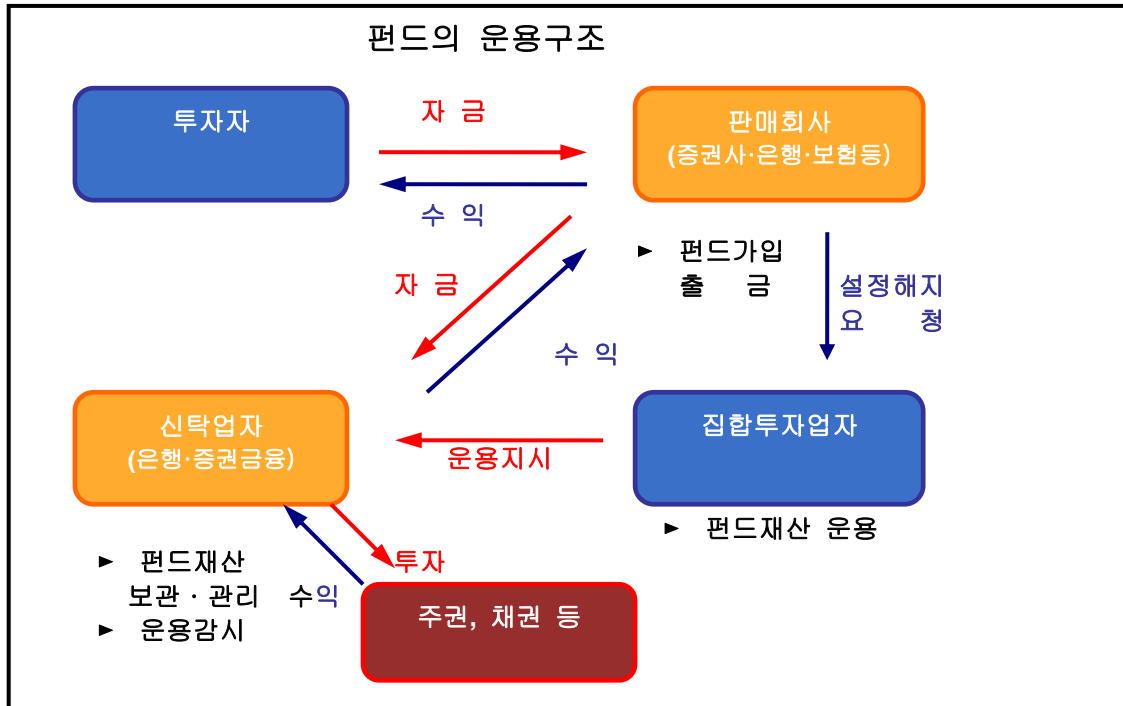 펀드의 운용구조
투자자
자 금
판매회사
(증권사·은행·보험등)
수 익
► 펀드가입
출 금
자 금
설정해지
요 청
수 익
신탁업자
(은행·증권금융)
집합투자업자
운용지시
► 펀드재산 운용
► 펀드재산
보관 · 관리
► 운용감시
투자
수익
주권, 채권 등